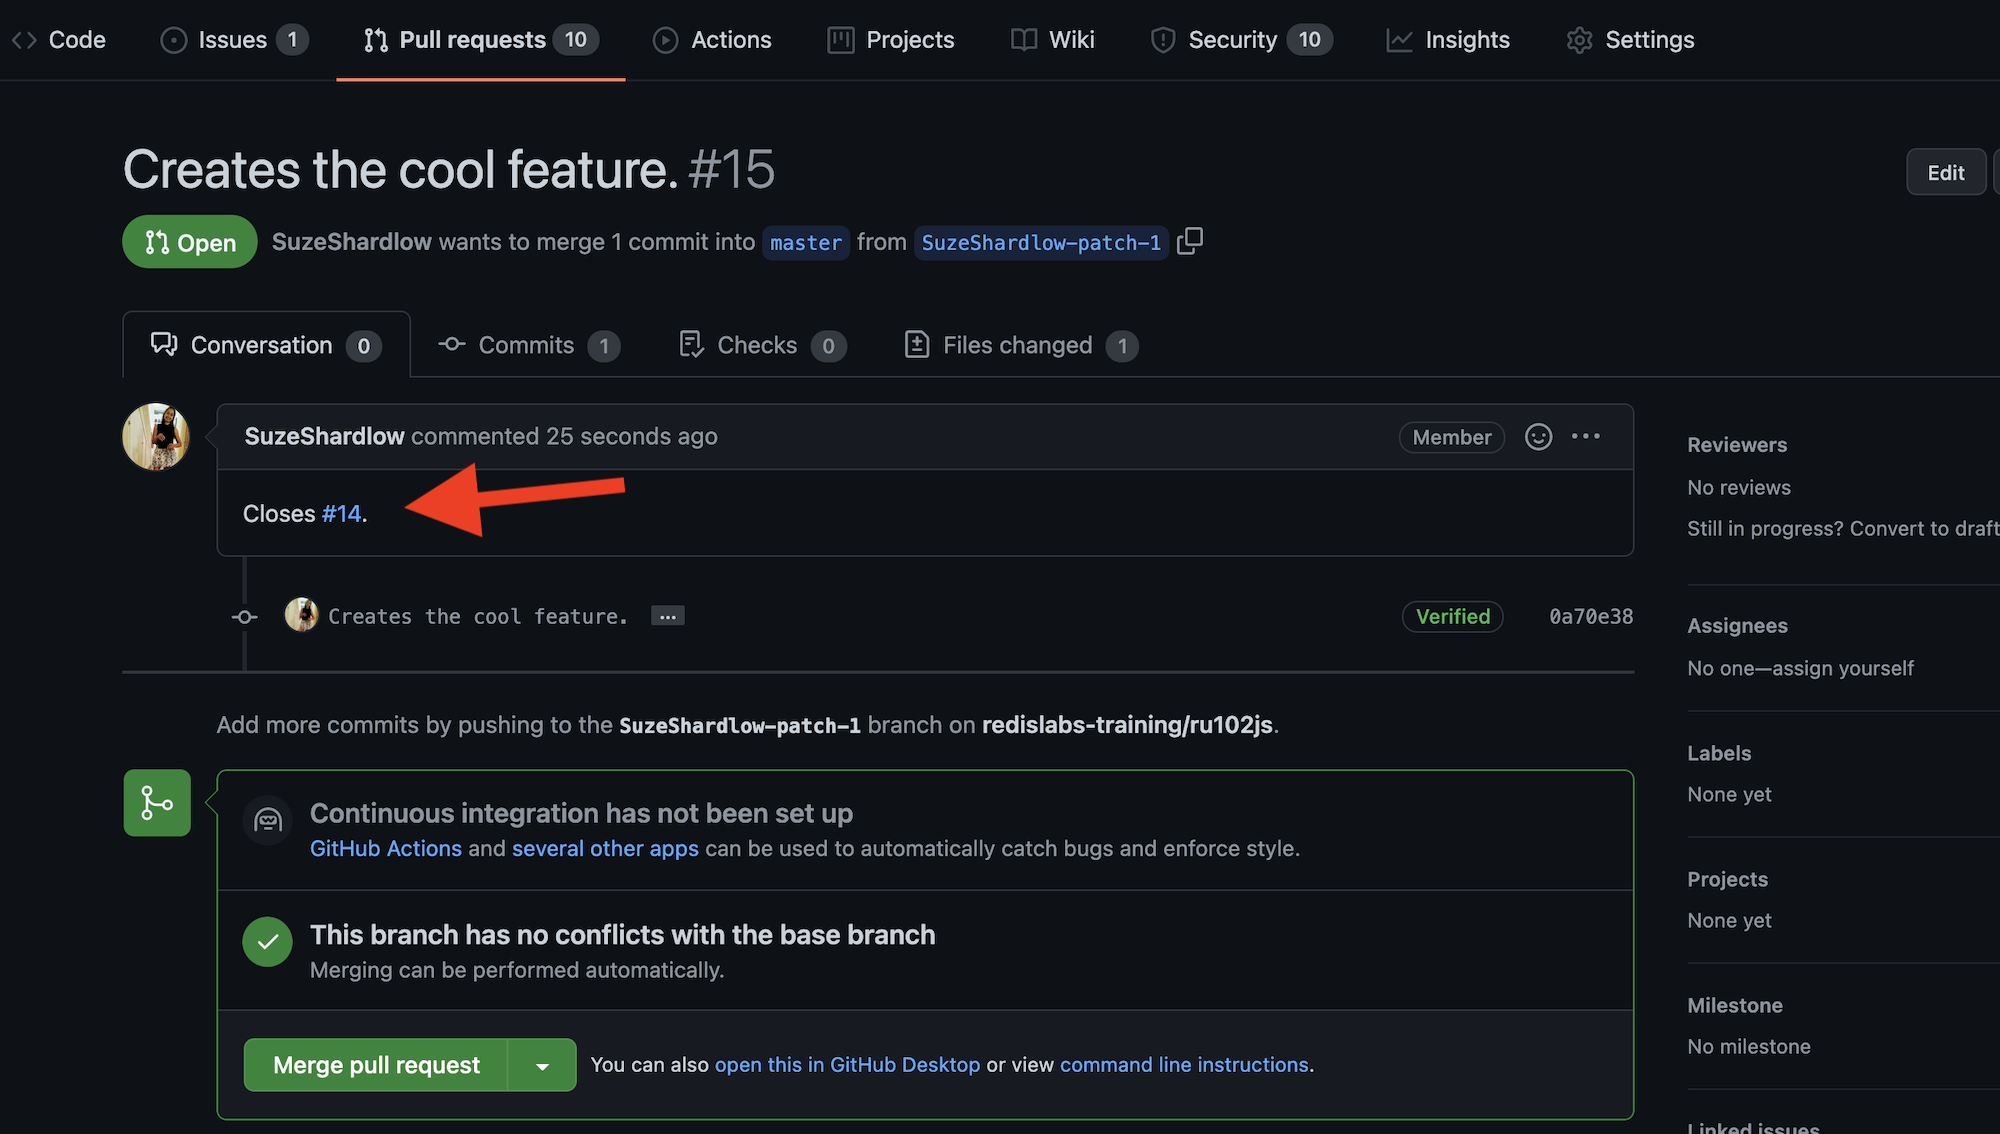 Code Issues 1 Pull requests 10 Actions Projects Wiki Security 10 Insights Settings
Creates the cool feature. #15
Edit
Open SuzeShardlow wants to merge 1 commit into master from SuzeShardlow-patch-1
Conversation 0 Commits 1 Checks 0 Files changed 1
SuzeShardlow commented 25 seconds ago Member
Closes #14.
Creates the cool feature. … Verified 0a70e38
Add more commits by pushing to the SuzeShardlow-patch-1 branch on redislabs-training/ru102js.
Continuous integration has not been set up
GitHub Actions and several other apps can be used to automatically catch bugs and enforce style.
This branch has no conflicts with the base branch
Merging can be performed automatically.
Merge pull request You can also open this in GitHub Desktop or view command line instructions.
Reviewers
No reviews
Still in progress? Convert to draft
Assignees
No one—assign yourself
Labels
None yet
Projects
None yet
Milestone
No milestone
Linked issues